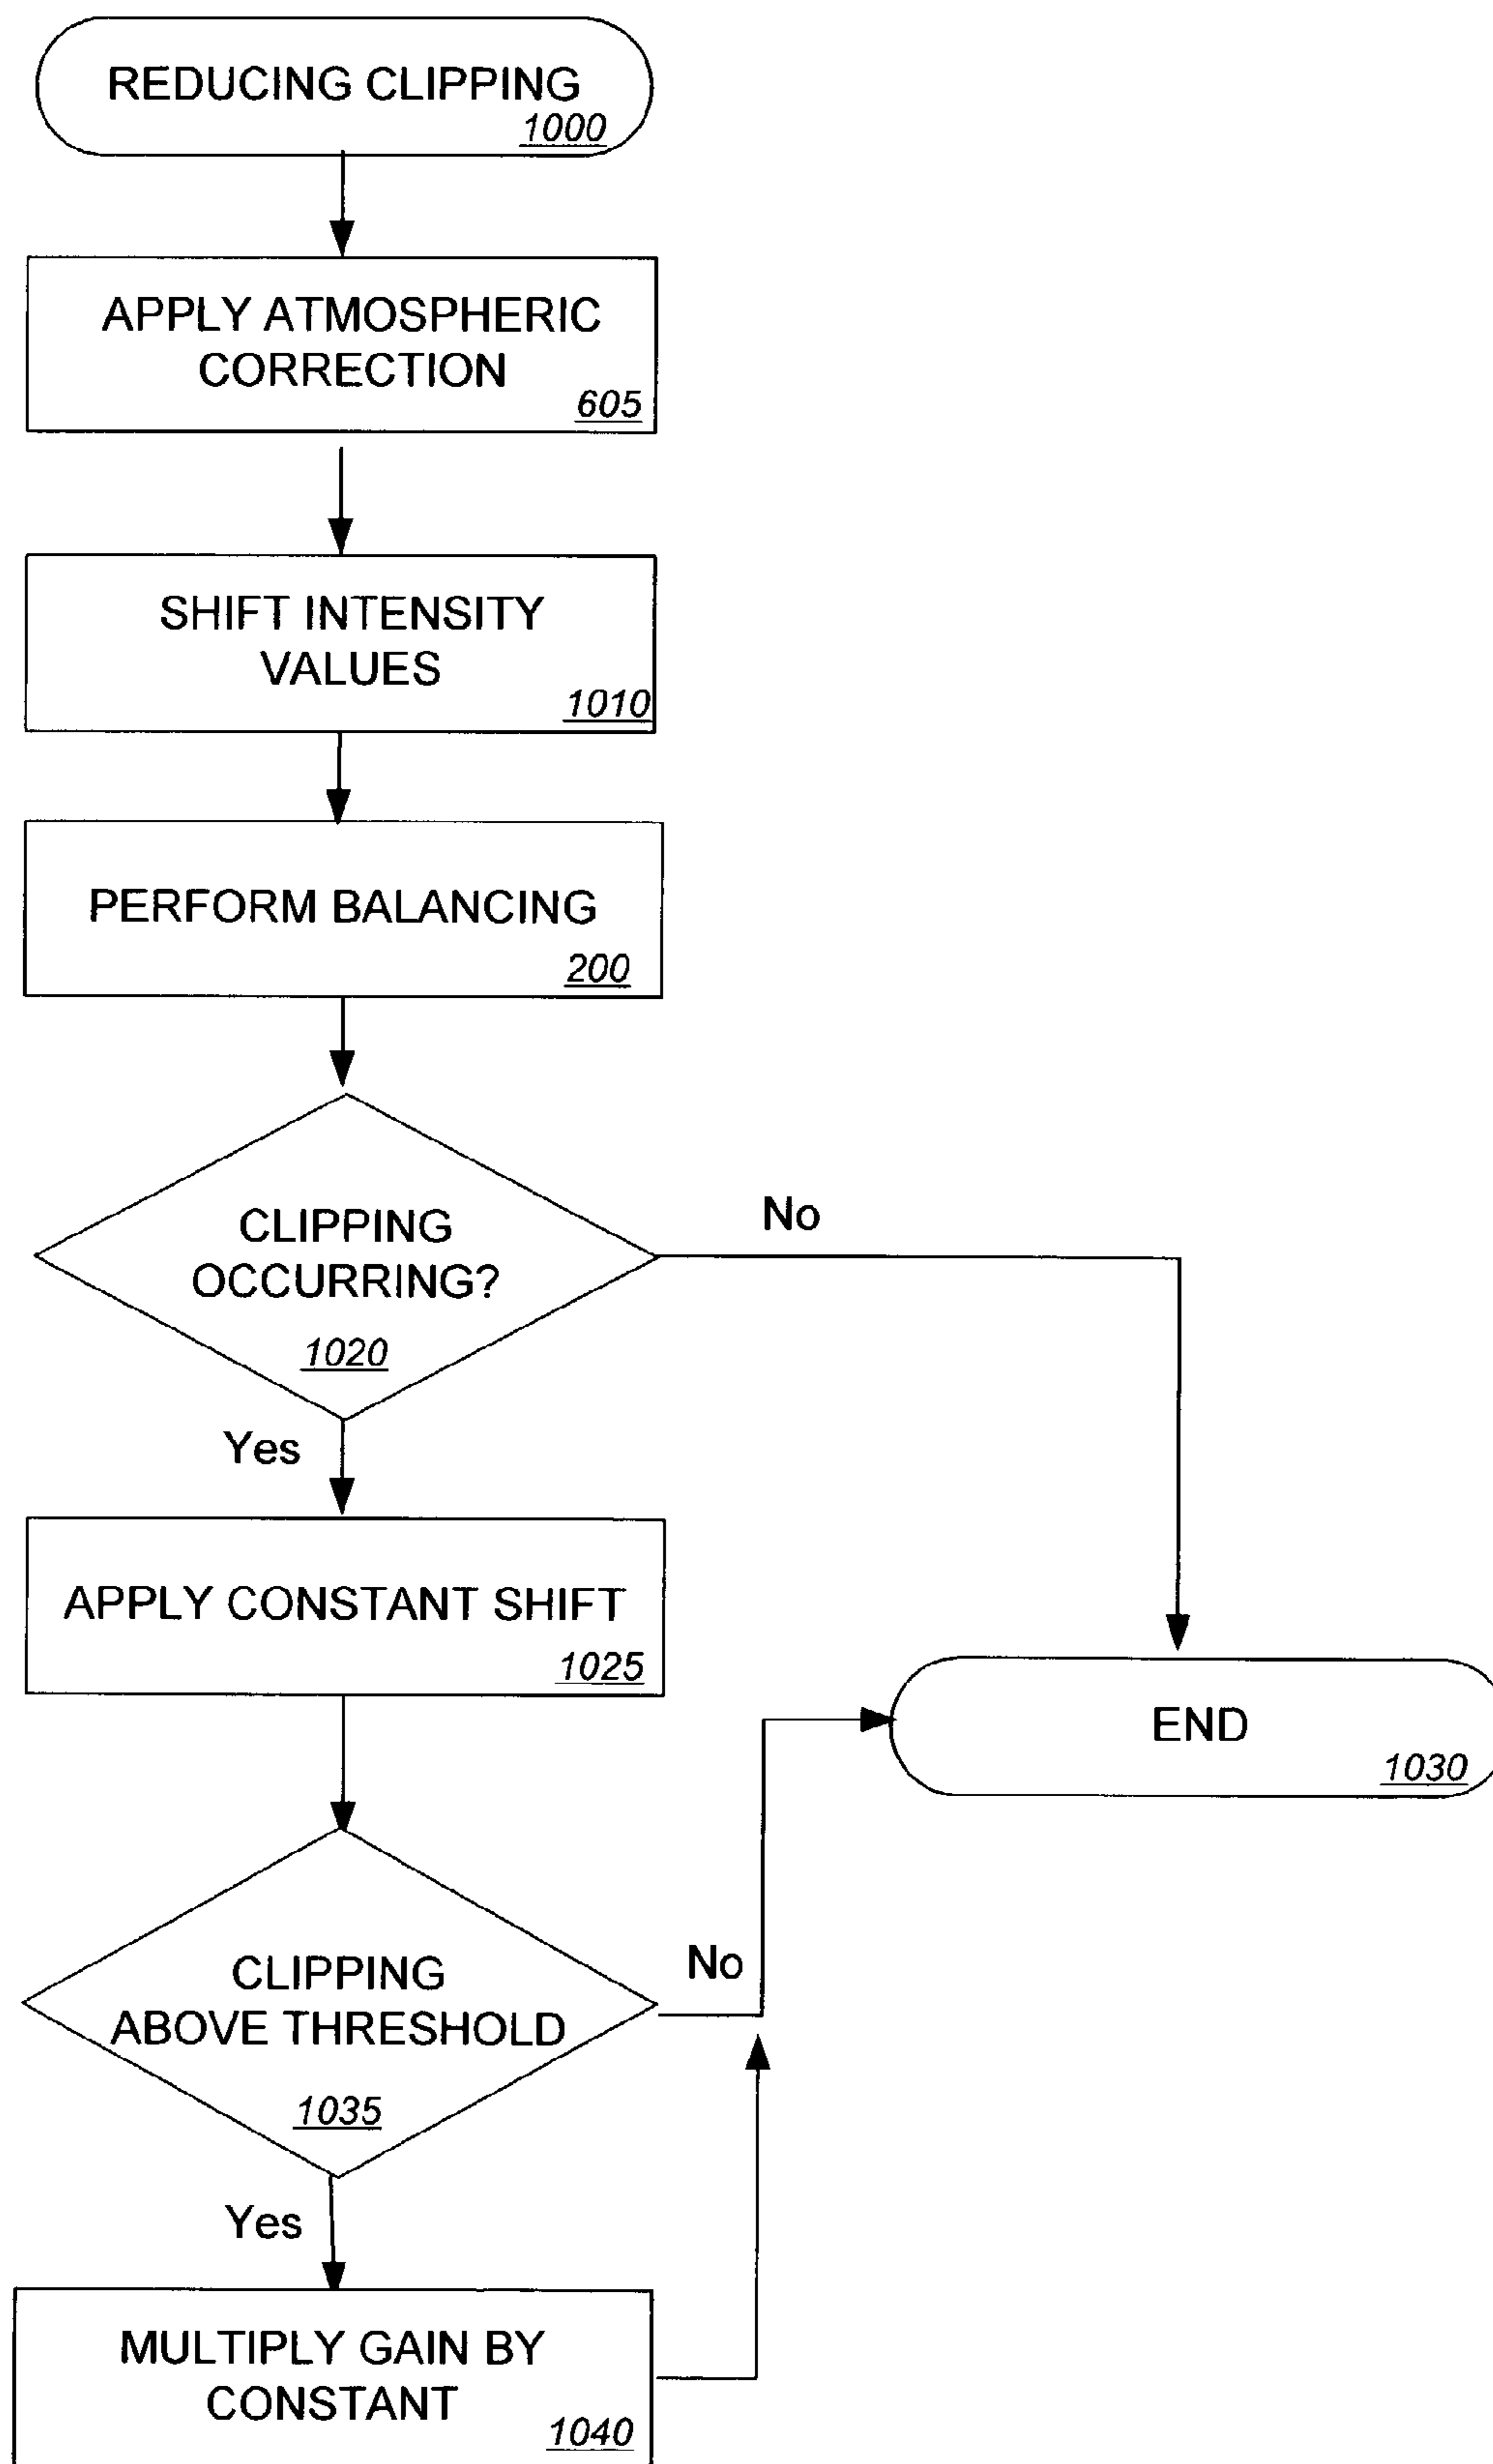 REDUCING CLIPPING
1000
APPLY ATMOSPHERIC
CORRECTION
605
SHIFT INTENSITY
VALUES
1010
PERFORM BALANCING
200
CLIPPING
OCCURRING?
1020
No
Yes
APPLY CONSTANT SHIFT
1025
END
1030
CLIPPING
ABOVE THRESHOLD
1035
No
Yes
MULTIPLY GAIN BY
CONSTANT
1040